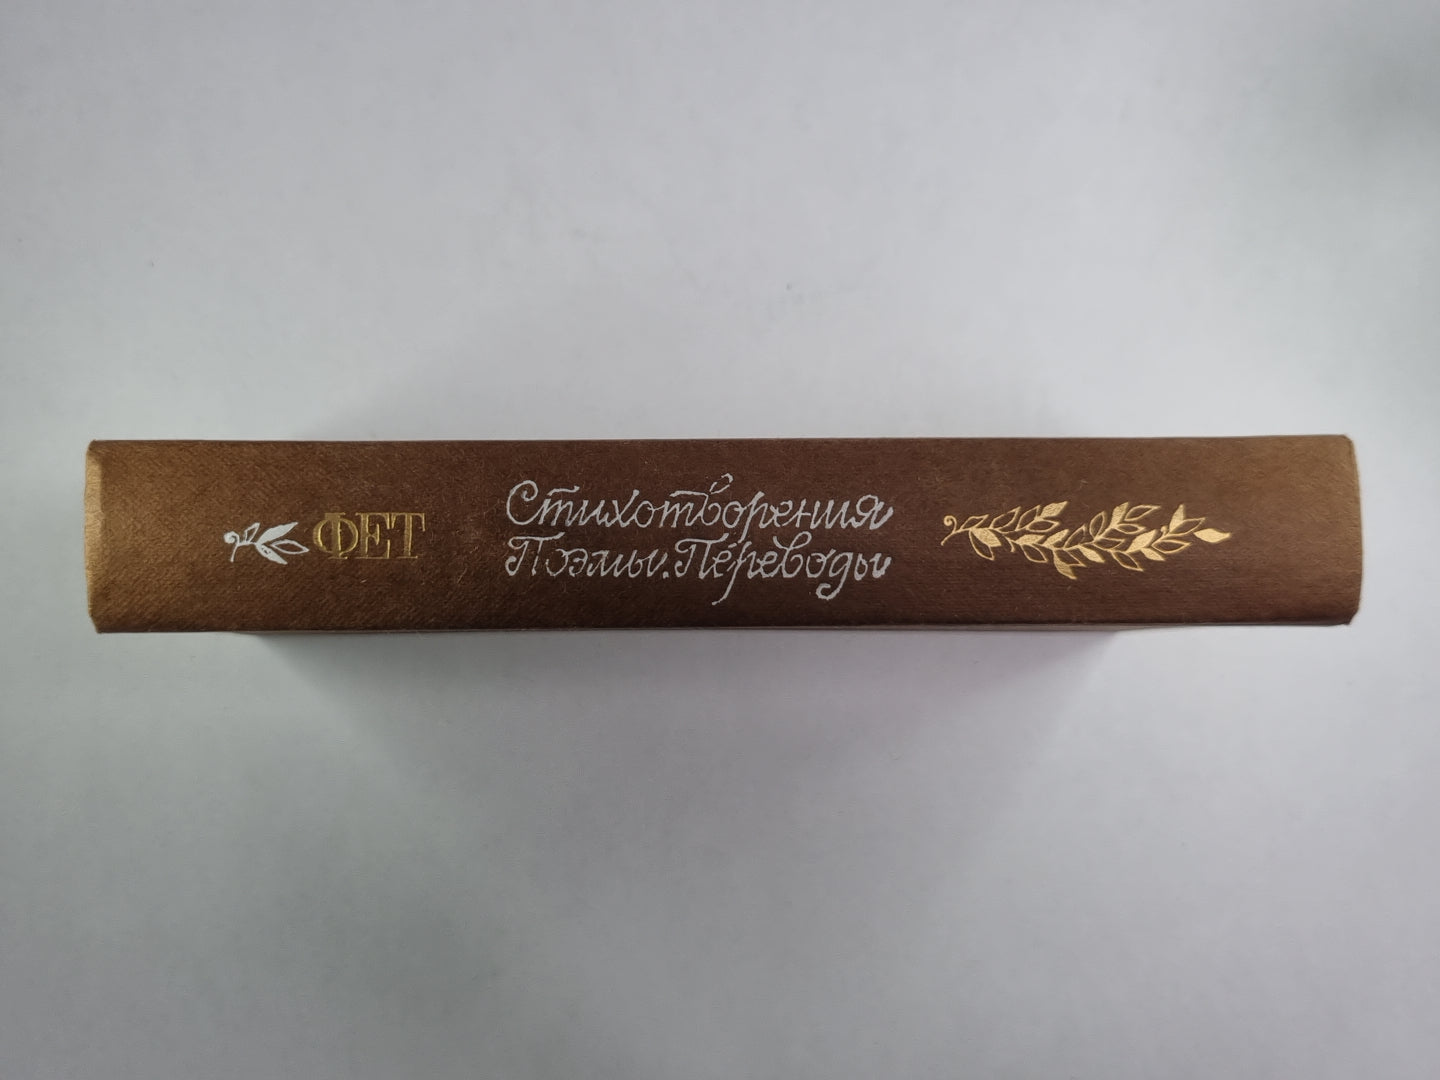 ФЕТ
Стихотворения
Поэмы. Переводы